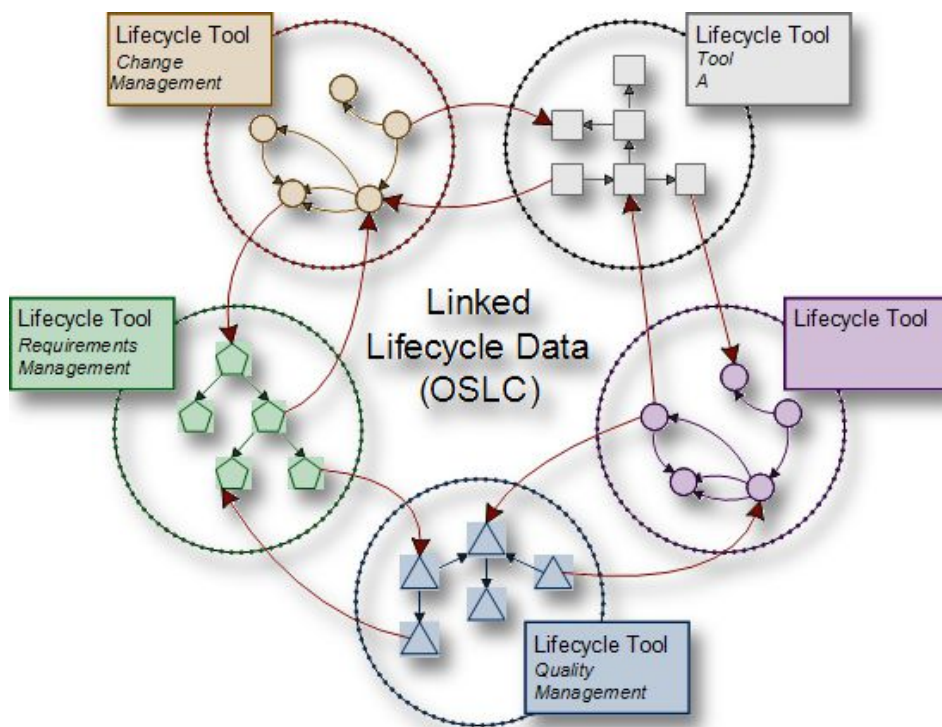 Lifecycle Tool
Change
Management
Lifecycle Tool
Tool
A
Linked
Lifecycle Data
(OSLC)
Lifecycle Tool
Requirements
Management
Lifecycle Tool
Lifecycle Tool
Quality
Management